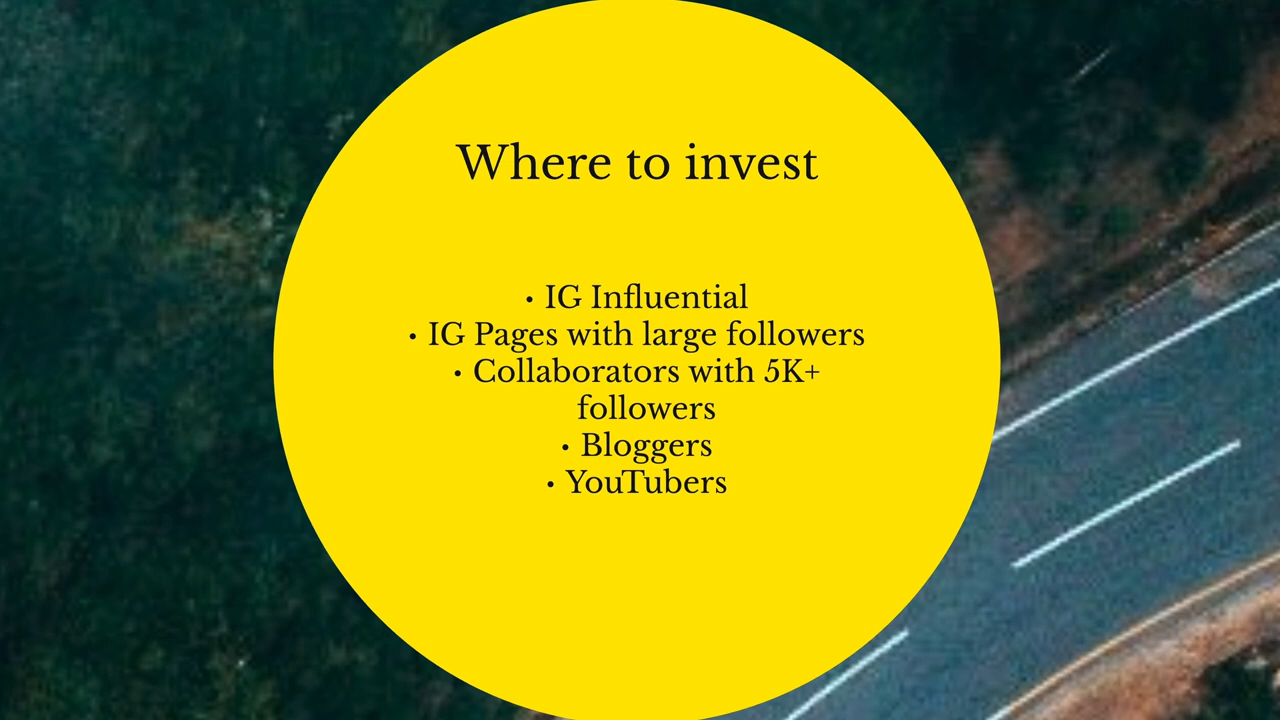 Where to invest
• IG Influential
• IG Pages with large followers
• Collaborators with 5K+
followers
• Bloggers
• YouTubers